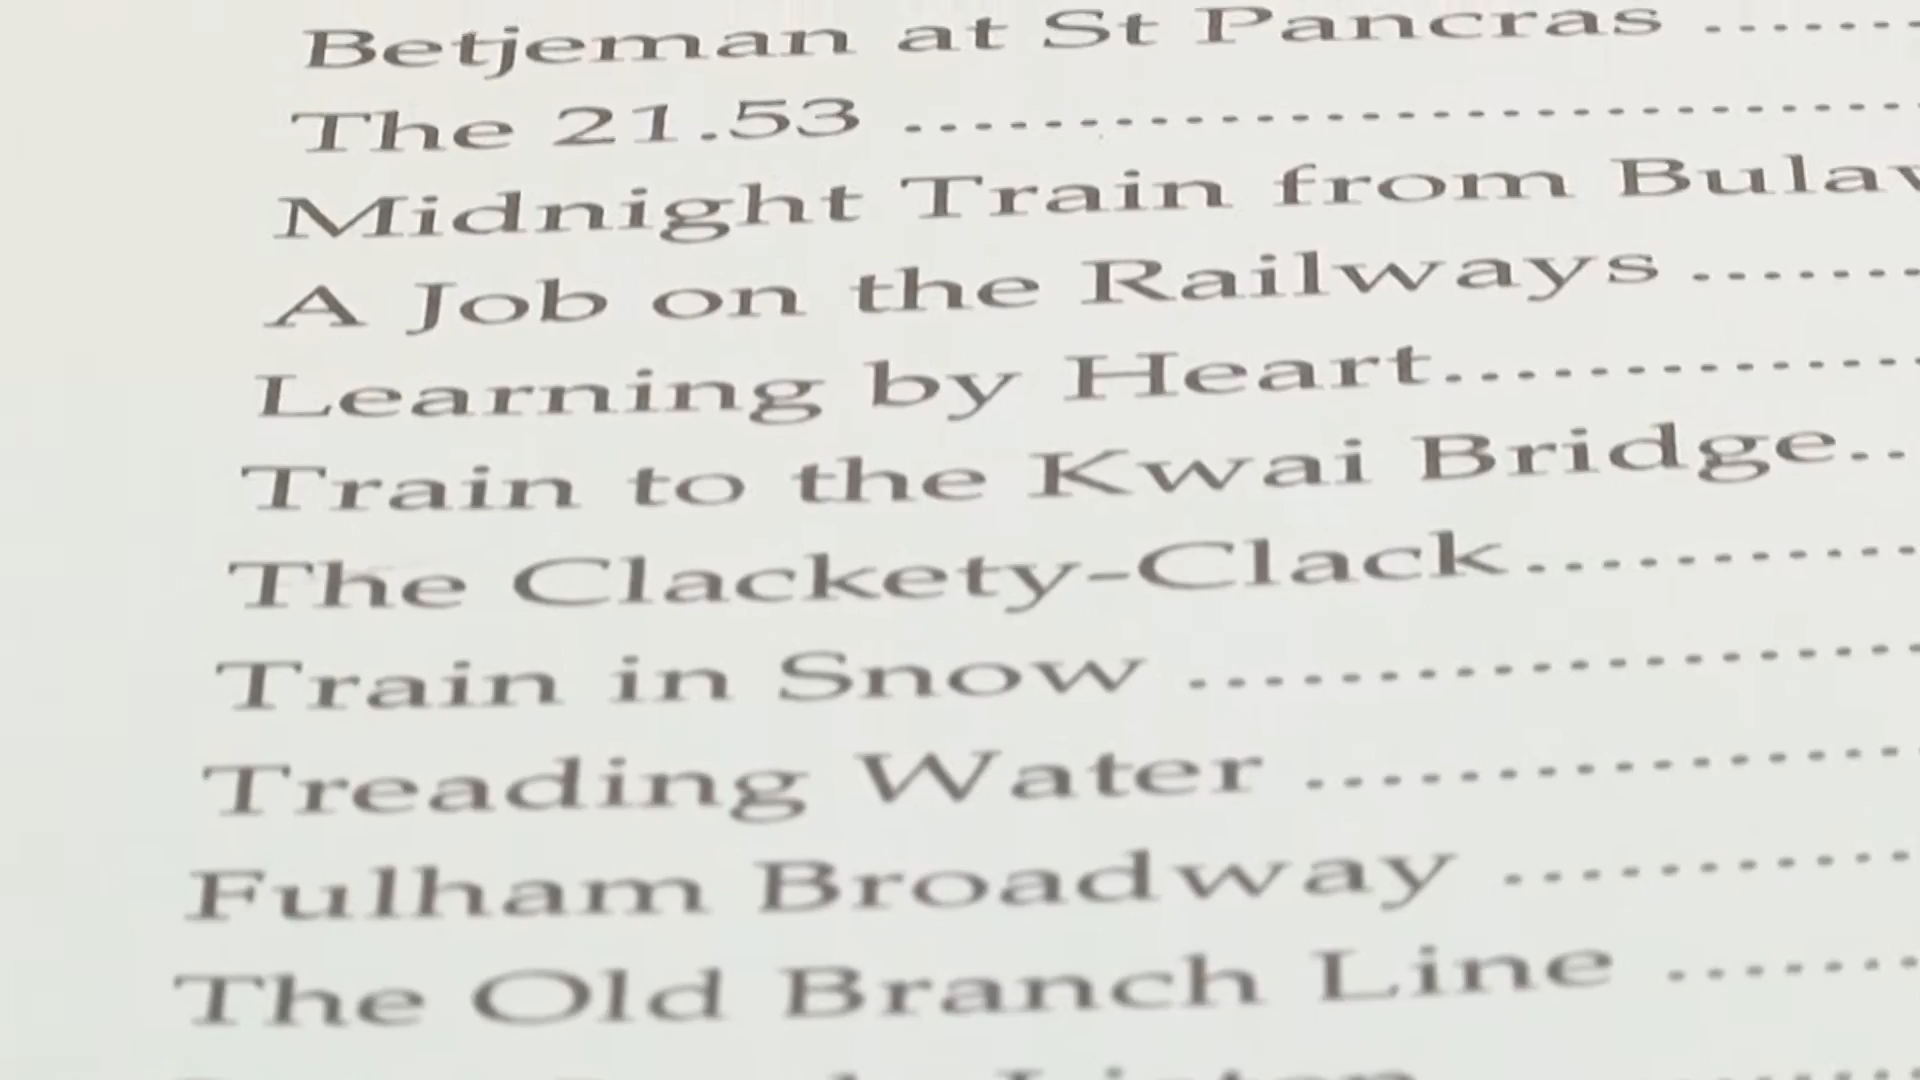 Betjeman at St Pancras ......
The 21.53 .............................
Midnight Train from Bulaw
A Job on the Railways .......
Learning by Heart.............
Train to the Kwai Bridge..
The Clackety-Clack...........
Train in Snow ...................
Treading Water ................
Fulham Broadway ...........
The Old Branch Line .......